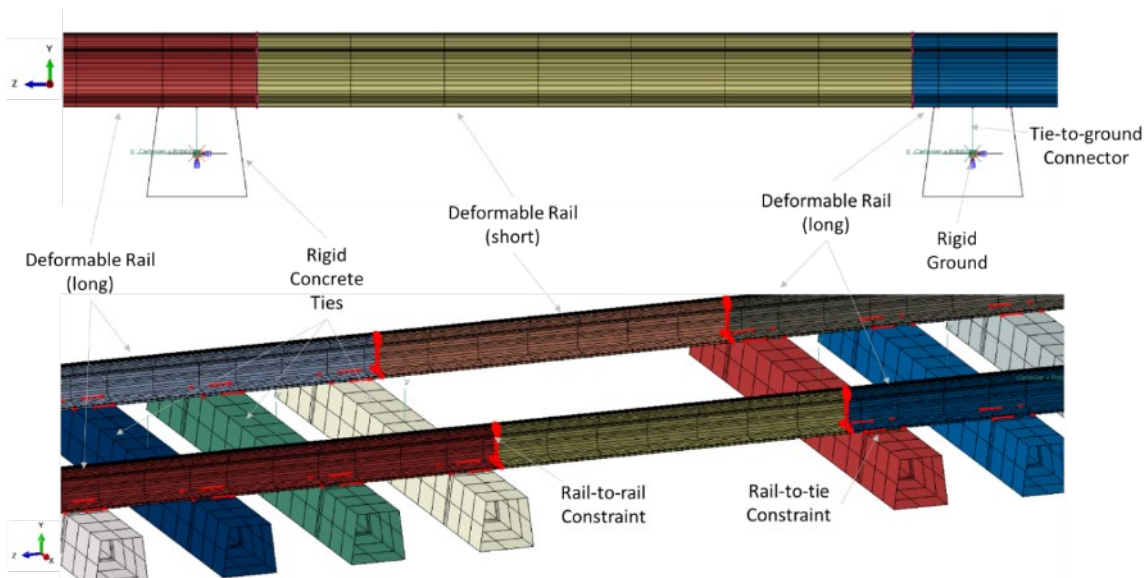 Y
Z
Tie-to-ground
Connector
Deformable Rail
(short)
Deformable Rail
(long)
Deformable Rail
(long)
Rigid
Concrete
Ties
Rigid
Ground
Rail-to-rail
Constraint
Rail-to-tie
Constraint
Y
Z
X